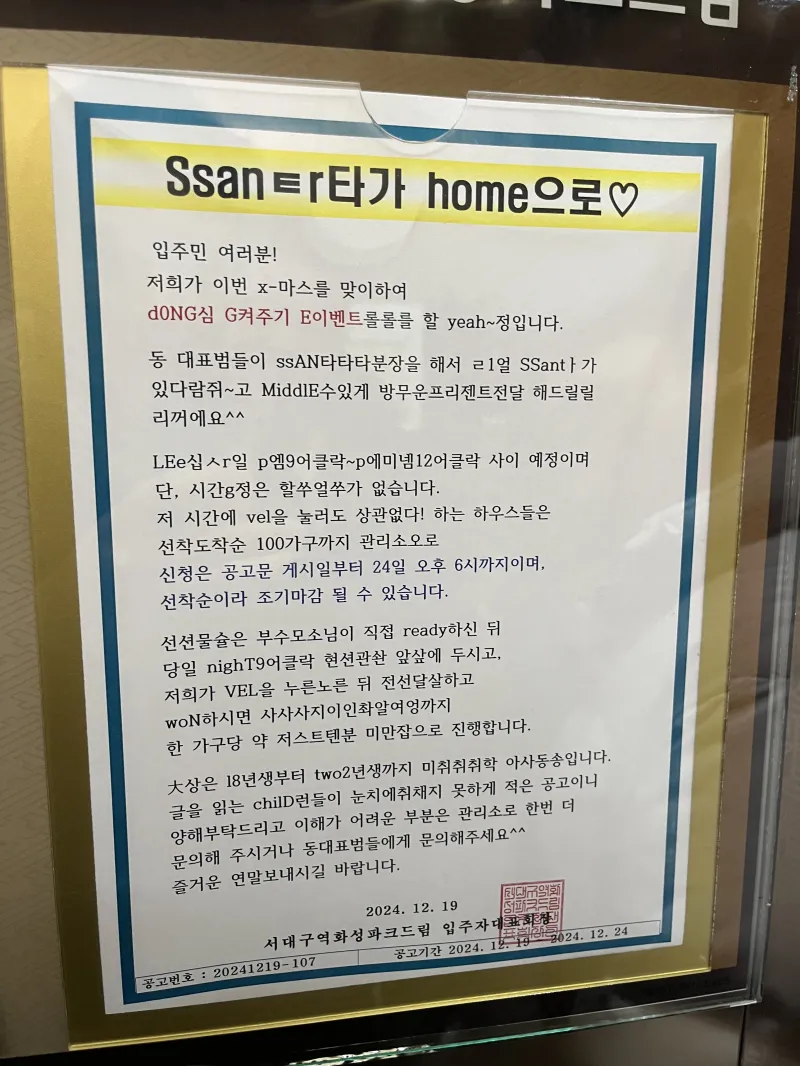 Ssanㅌr타가 home으로♡
입주민 여러분!
저희가 이번 x-마스를 맞이하여
d0NG심 G켜주기 E이벤트롤롤를 할 yeah~정입니다.
동 대표범들이 ssAN타타타분장을 해서 ㄹ1얼 SSantㅏ가
있다람쥐~고 MiddlE수있게 방무운프리젠트전달 해드릴릴
리꺼에요^^
LEe십ㅅr일 p엠9어클락~p에미넴12어클락 사이 예정이며
단, 시간g정은 할쑤얼쑤가 없습니다.
저 시간에 vel을 눌러도 상관없다! 하는 하우스들은
선착도착순 100가구까지 관리소오로
신청은 공고문 게시일부터 24일 오후 6시까지이며,
선착순이라 조기마감 될 수 있습니다.
선션물슐은 부수모소님이 직접 ready하신 뒤
당일 nighT9어클락 현션관솬 앞샆에 두시고,
저희가 VEL을 누른노른 뒤 전선달살하고
woN하시면 사사사지이인촤알여엉까지
한 가구당 약 저스트텐분 미만잡으로 진행합니다.
大상은 l8년생부터 two2년생까지 미취취취학 아사동송입니다.
글을 읽는 chilD런들이 눈치에취채지 못하게 적은 공고이니
양해부탁드리고 이해가 어려운 부분은 관리소로 한번 더
문의해 주시거나 동대표범들에게 문의해주세요^^
즐거운 연말보내시길 바랍니다.
2024. 12. 19
서대구역화성파크드림 입주자대표회장
공고번호 : 20241219-107
공고기간 2024. 12. 19 ~ 2024. 12. 24